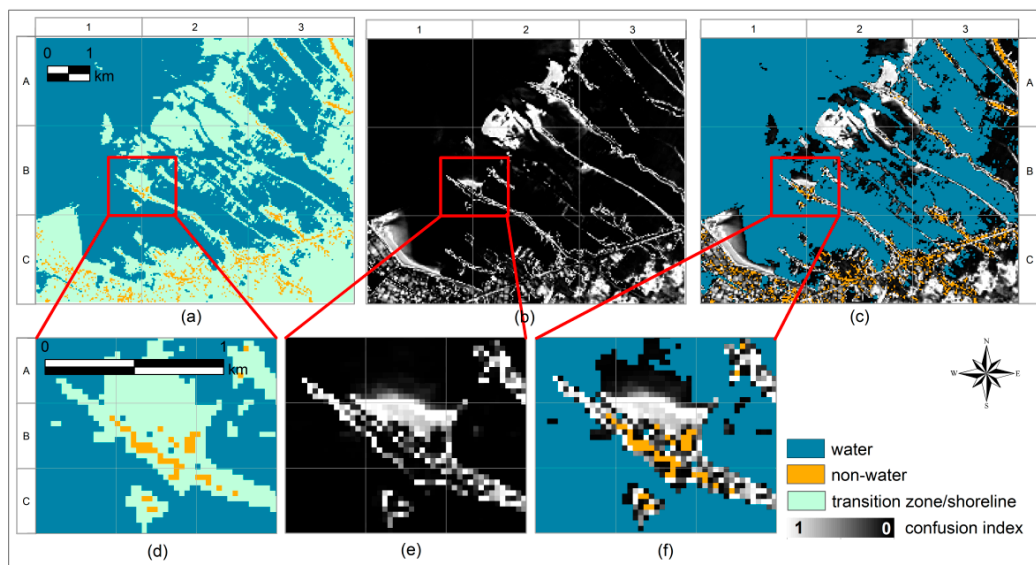 1 2 3 1 2 3 1 2 3
0 1
km
A A
B B
C C
(a) (b) (c)
0 1
km
A
B
C
N
W E
S
water
non-water
transition zone/shoreline
1 0 confusion index
(d) (e) (f)